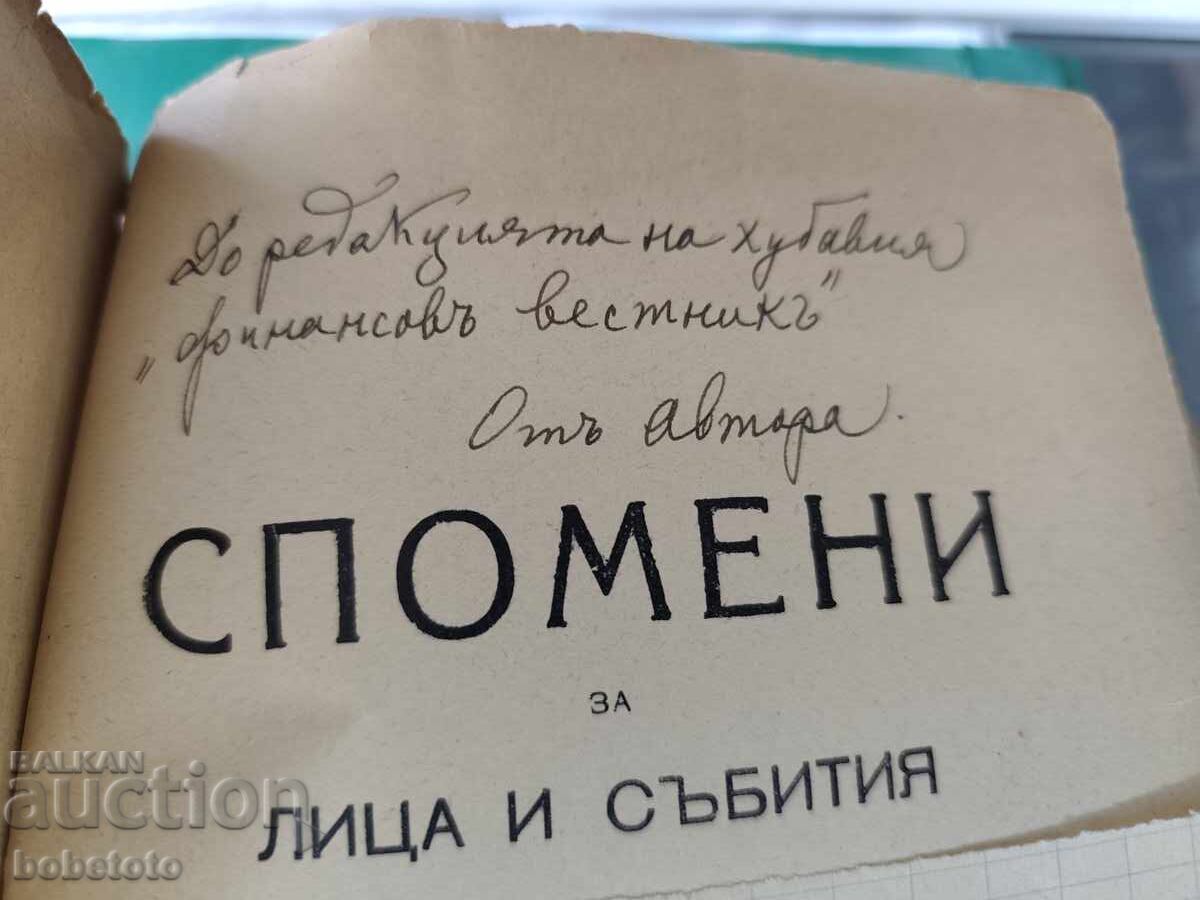 До редакцията на хубавия
„финансовъ вестникъ"
Отъ автора.
СПОМЕНИ
ЗА
ЛИЦА И СЪБИТИЯ
BALKAN
auction
bobetoto